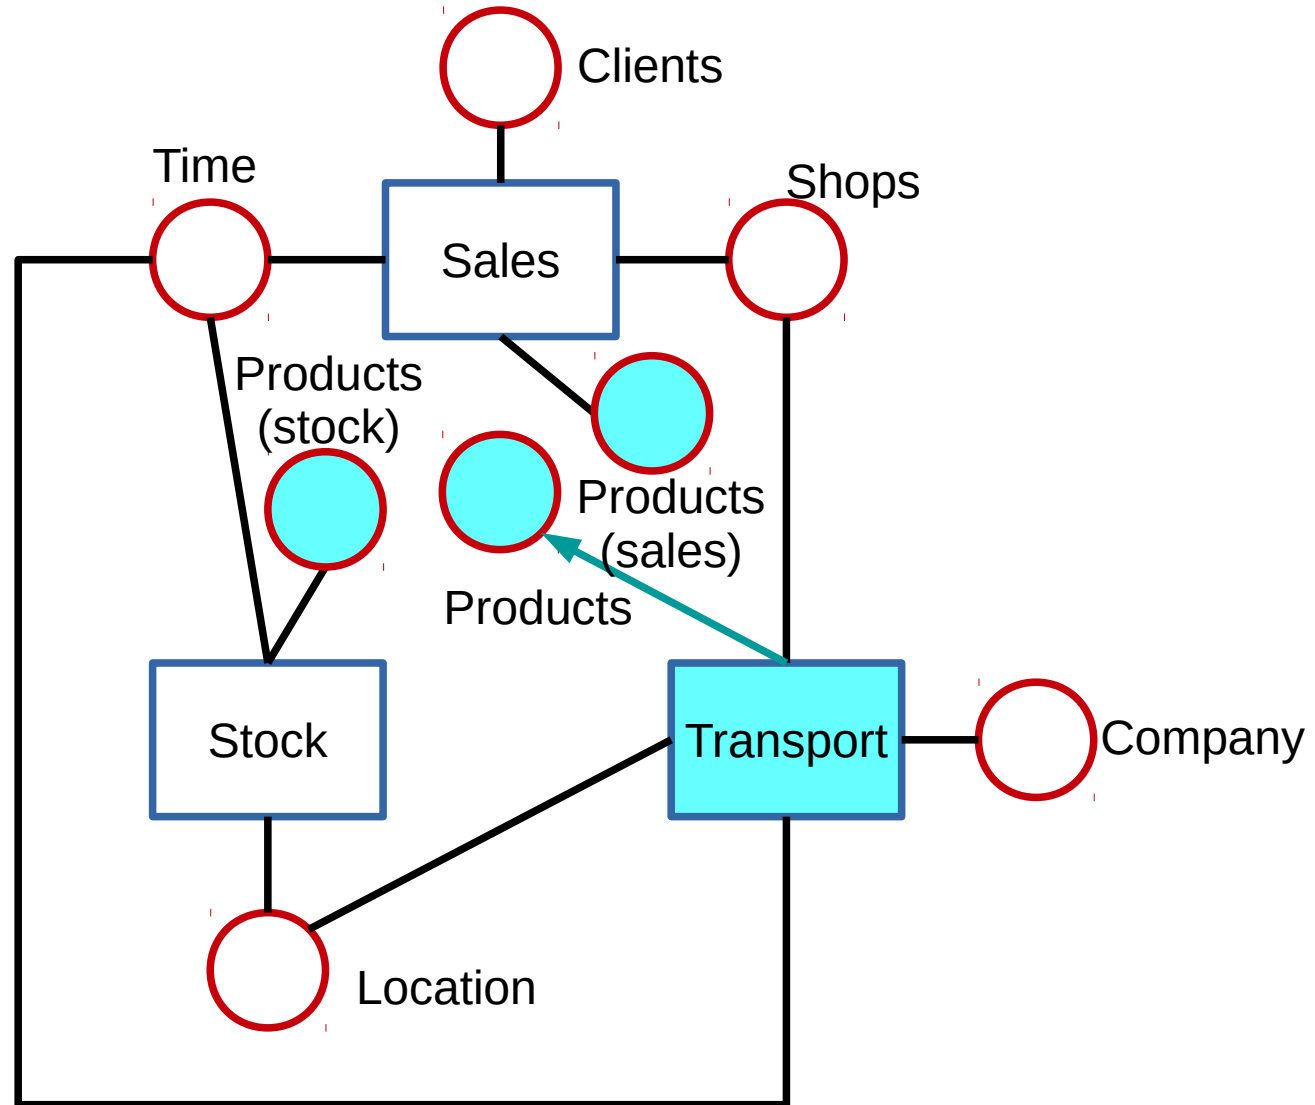 Clients
Time
Shops
Sales
Products
(stock)
Products
(sales)
Products
Stock
Transport
Company
Location